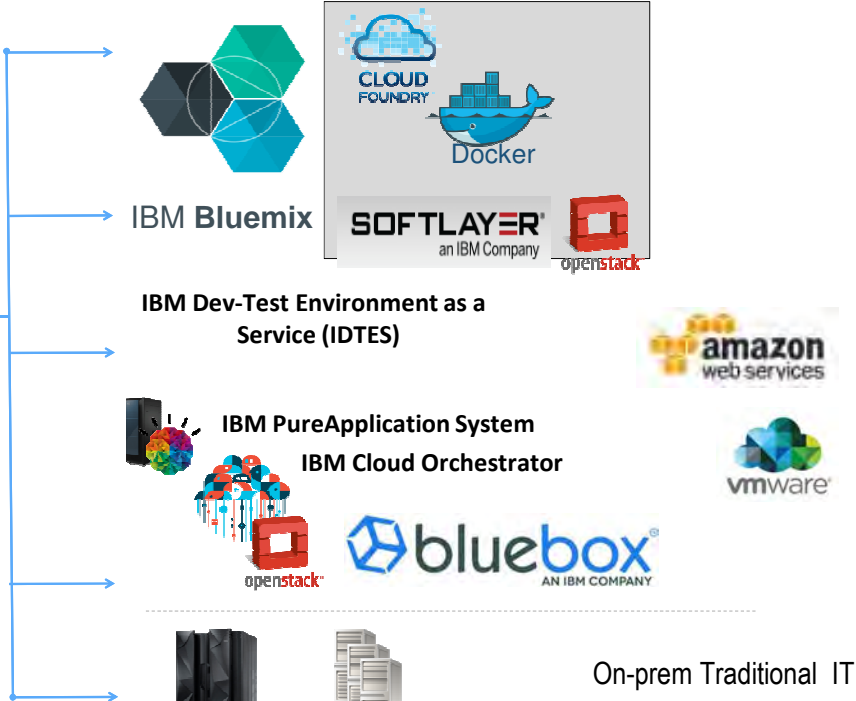 CLOUD
FOUNDRY
Docker
IBM Bluemix
SOFTLAYER®
an IBM Company
openstack
IBM Dev-Test Environment as a
Service (IDTES)
amazon
web services
IBM PureApplication System
IBM Cloud Orchestrator
vmware®
openstack™
bluebox®
AN IBM COMPANY
On-prem Traditional IT